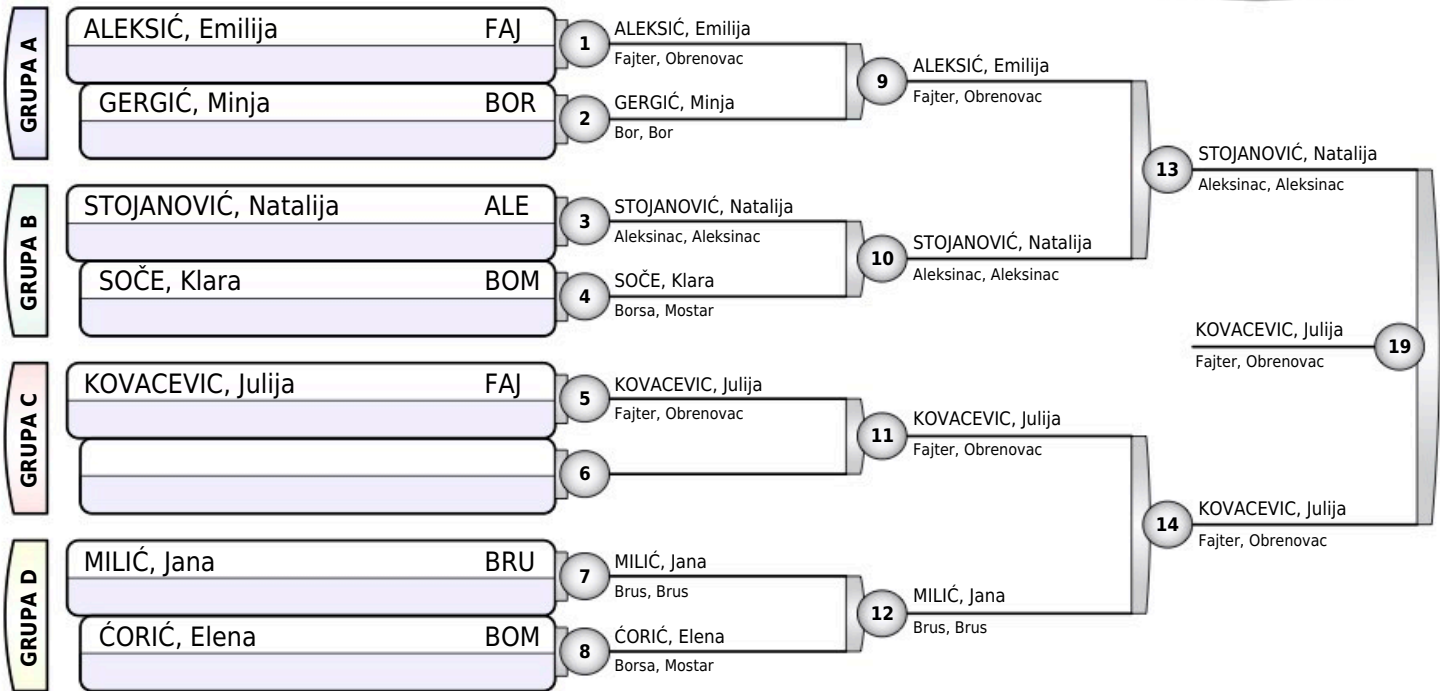 GRUPA A
ALEKSIĆ, Emilija FAJ
GERGIĆ, Minja BOR
GRUPA B
STOJANOVIĆ, Natalija ALE
SOČE, Klara BOM
GRUPA C
KOVACEVIC, Julija FAJ
GRUPA D
MILIĆ, Jana BRU
ĆORIĆ, Elena BOM
1
ALEKSIĆ, Emilija
Fajter, Obrenovac
2
GERGIĆ, Minja
Bor, Bor
3
STOJANOVIĆ, Natalija
Aleksinac, Aleksinac
4
SOČE, Klara
Borsa, Mostar
5
KOVACEVIC, Julija
Fajter, Obrenovac
6
7
MILIĆ, Jana
Brus, Brus
8
ĆORIĆ, Elena
Borsa, Mostar
9
ALEKSIĆ, Emilija
Fajter, Obrenovac
10
STOJANOVIĆ, Natalija
Aleksinac, Aleksinac
11
KOVACEVIC, Julija
Fajter, Obrenovac
12
MILIĆ, Jana
Brus, Brus
13
STOJANOVIĆ, Natalija
Aleksinac, Aleksinac
14
KOVACEVIC, Julija
Fajter, Obrenovac
KOVACEVIC, Julija
Fajter, Obrenovac
19